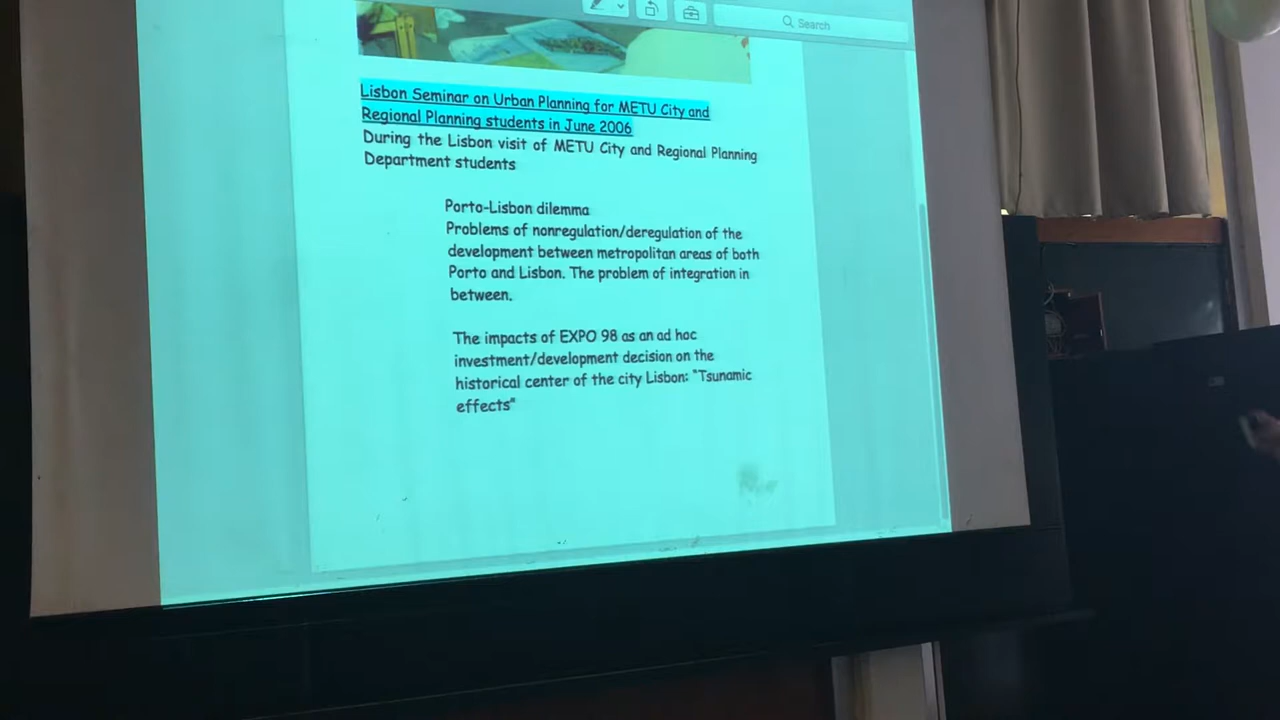 Search
Lisbon Seminar on Urban Planning for METU City and
Regional Planning students in June 2006
During the Lisbon visit of METU City and Regional Planning
Department students
Porto-Lisbon dilemma
Problems of nonregulation/deregulation of the
development between metropolitan areas of both
Porto and Lisbon. The problem of integration in
between.
The impacts of EXPO 98 as an ad hoc
investment/development decision on the
historical center of the city Lisbon: "Tsunamic
effects"